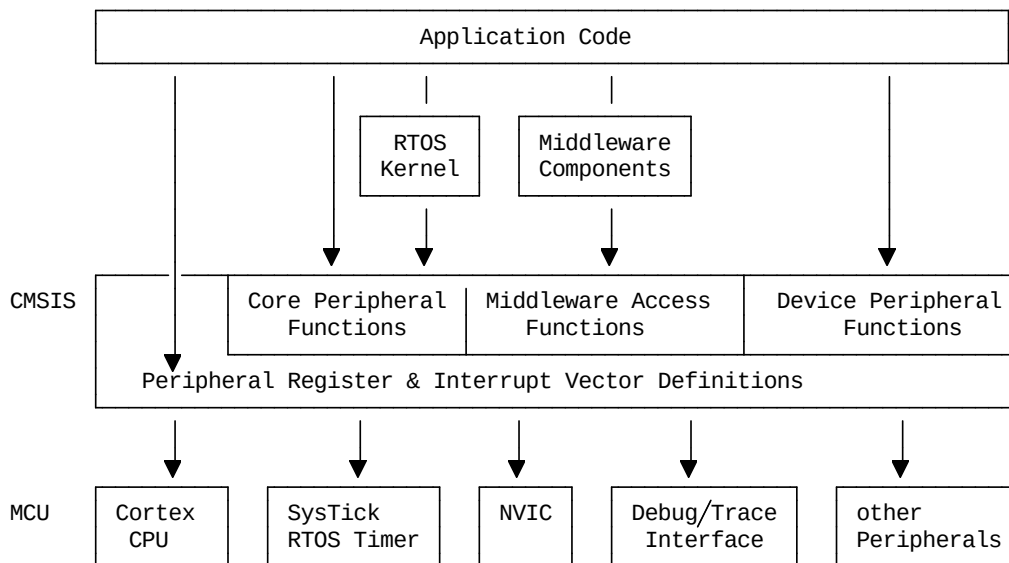 Application Code
RTOS
Kernel
Middleware
Components
CMSIS
Core Peripheral
Functions
Middleware Access
Functions
Device Peripheral
Functions
Peripheral Register & Interrupt Vector Definitions
MCU
Cortex
CPU
SysTick
RTOS Timer
NVIC
Debug/Trace
Interface
other
Peripherals